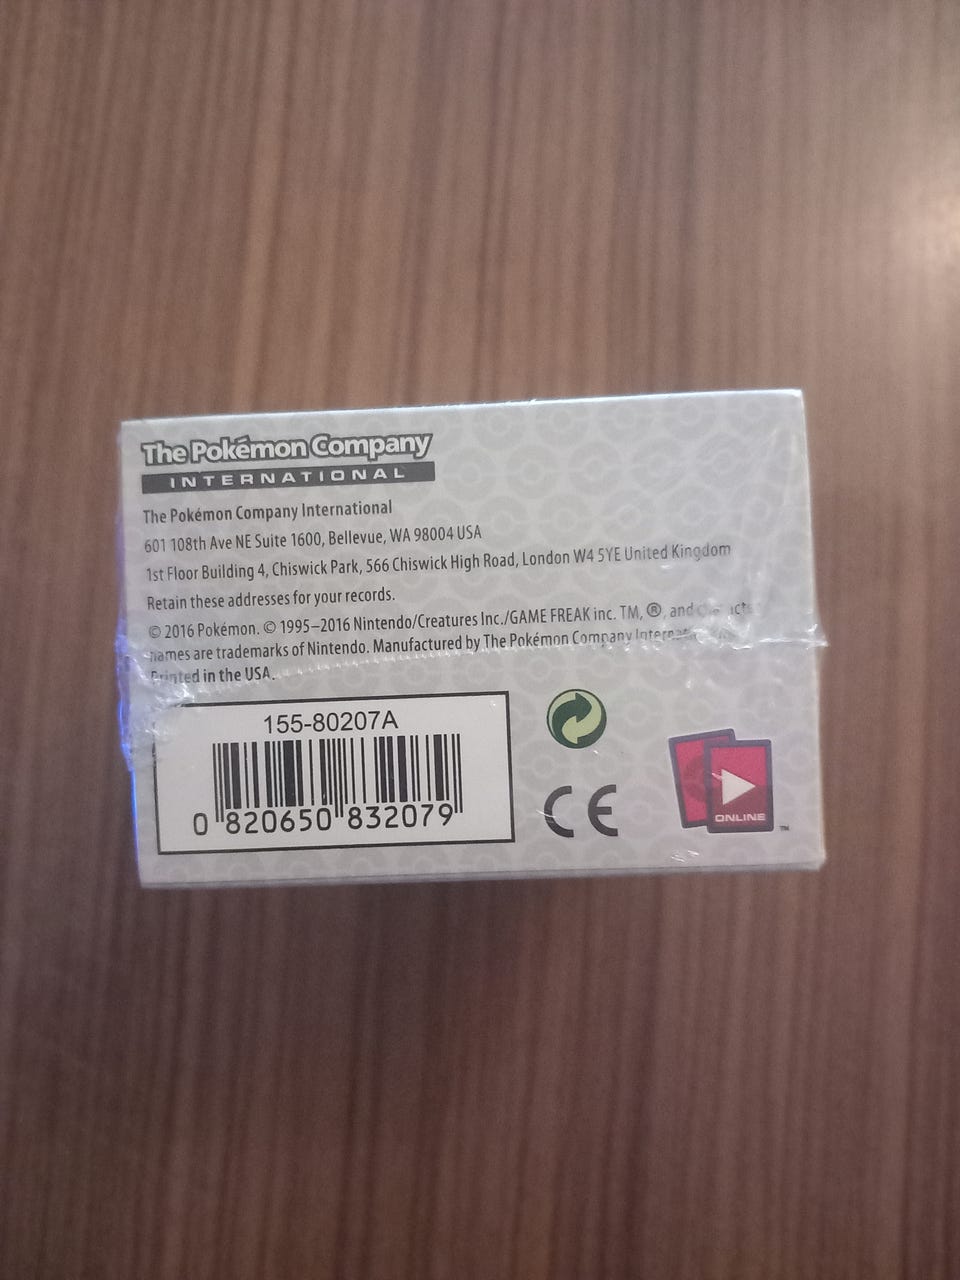 The Pokémon Company
INTERNATIONAL
The Pokémon Company International
601 108th Ave NE Suite 1600, Bellevue, WA 98004 USA
1st Floor Building 4, Chiswick Park, 566 Chiswick High Road, London W4 5YE United Kingdom
Retain these addresses for your records.
© 2016 Pokémon. © 1995–2016 Nintendo/Creatures Inc./GAME FREAK inc. TM, ®, and
names are trademarks of Nintendo. Manufactured by The Pokémon Company
Printed in the USA.
155-80207A
0 820650 832079
CE
ONLINE
TM